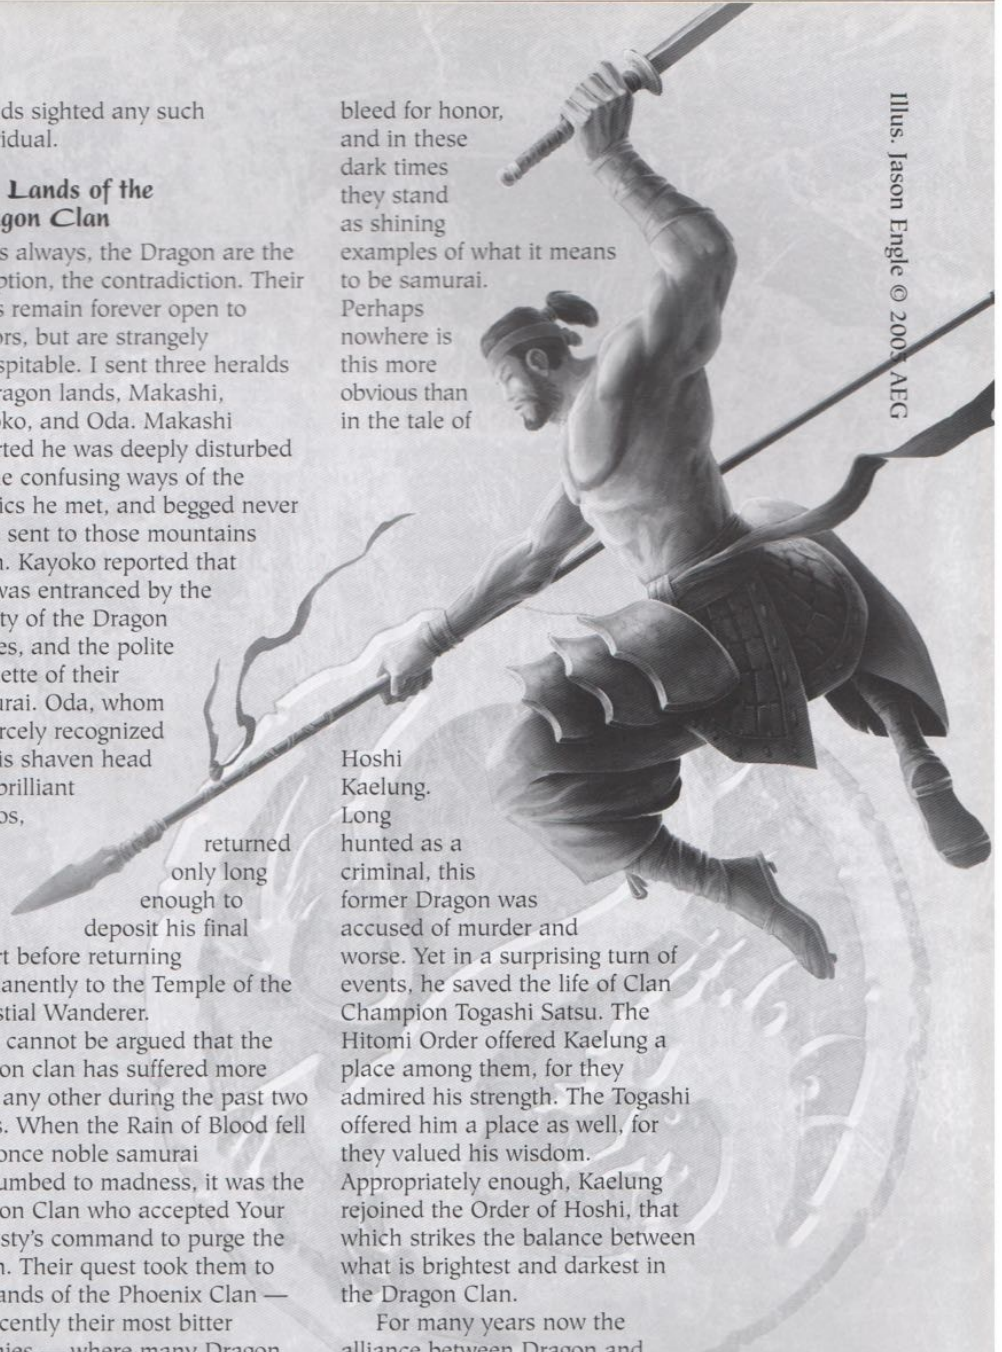 ds sighted any such
idual.
Lands of the
gon Clan
s always, the Dragon are the
ption, the contradiction. Their
s remain forever open to
ors, but are strangely
spitable. I sent three heralds
ragon lands, Makashi,
oko, and Oda. Makashi
rted he was deeply disturbed
e confusing ways of the
ics he met, and begged never
sent to those mountains
n. Kayoko reported that
was entranced by the
ty of the Dragon
es, and the polite
ette of their
urai. Oda, whom
rcely recognized
is shaven head
brilliant
os,
returned
only long
enough to
deposit his final
rt before returning
anently to the Temple of the
stial Wanderer.
cannot be argued that the
on clan has suffered more
any other during the past two
s. When the Rain of Blood fell
once noble samurai
umbed to madness, it was the
on Clan who accepted Your
sty's command to purge the
n. Their quest took them to
ands of the Phoenix Clan —
cently their most bitter
nies — where many Dragon
bleed for honor,
and in these
dark times
they stand
as shining
examples of what it means
to be samurai.
Perhaps
nowhere is
this more
obvious than
in the tale of
Hoshi
Kaelung.
Long
hunted as a
criminal, this
former Dragon was
accused of murder and
worse. Yet in a surprising turn of
events, he saved the life of Clan
Champion Togashi Satsu. The
Hitomi Order offered Kaelung a
place among them, for they
admired his strength. The Togashi
offered him a place as well, for
they valued his wisdom.
Appropriately enough, Kaelung
rejoined the Order of Hoshi, that
which strikes the balance between
what is brightest and darkest in
the Dragon Clan.
For many years now the
alliance between Dragon and
Illus. Jason Engle © 2005 AEG